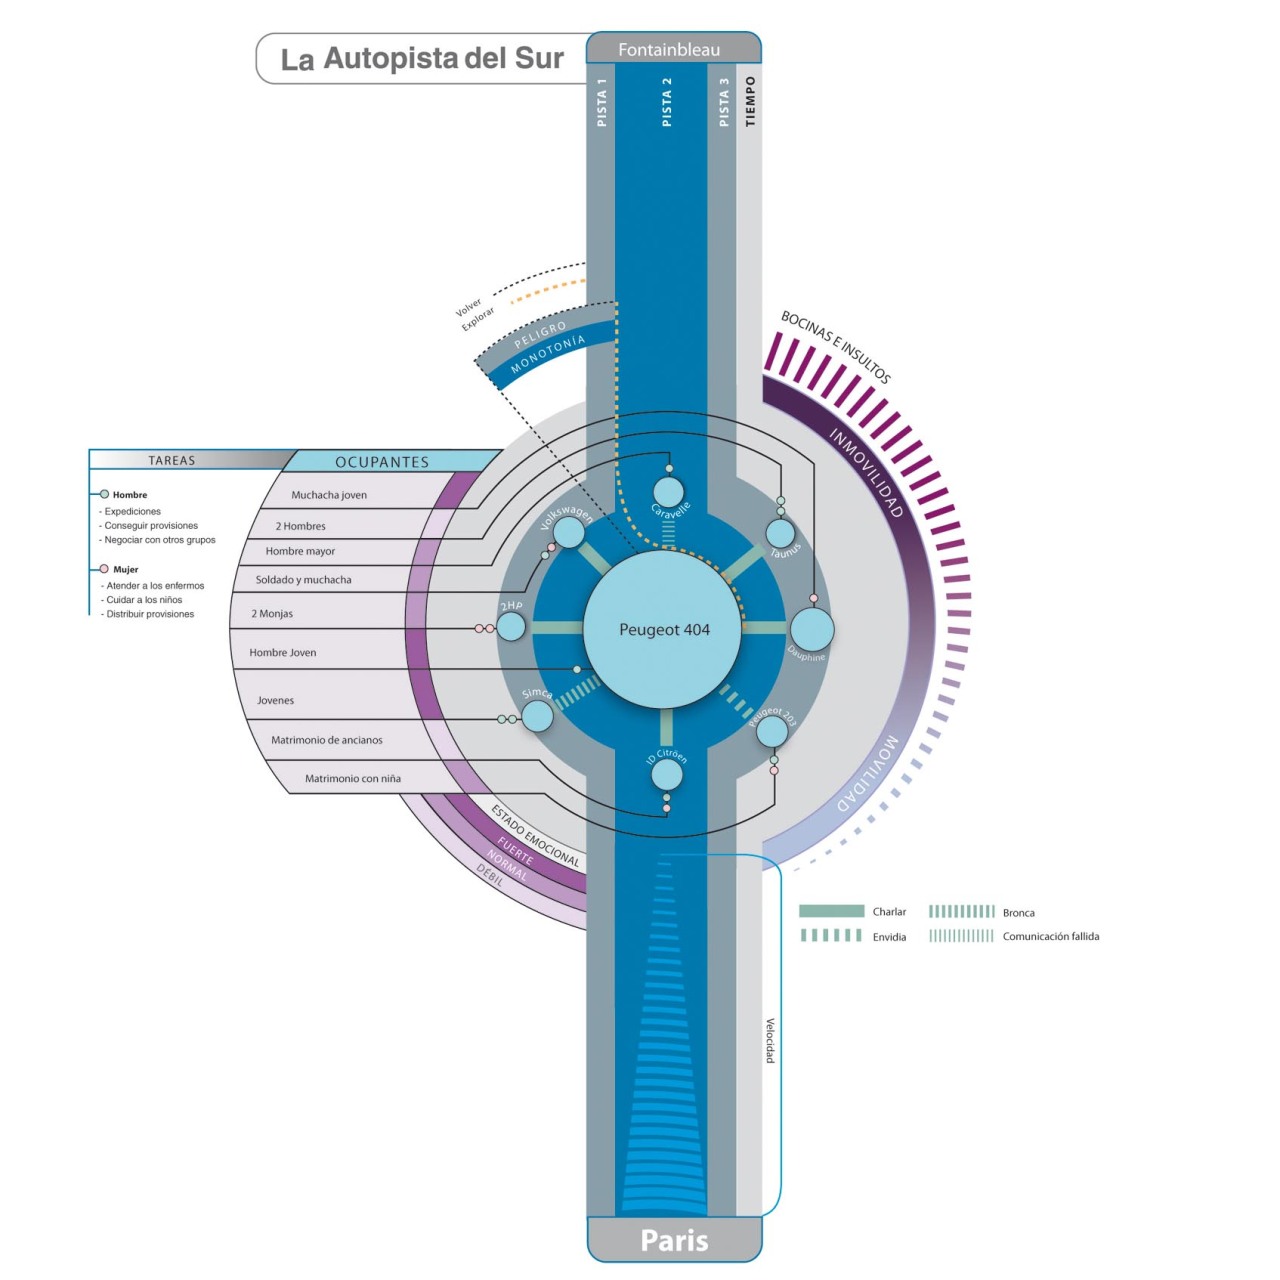 La Autopista del Sur
Fontainbleau
PISTA 1
PISTA 2
PISTA 3
TIEMPO
Volver
Explorar
PELIGRO
MONOTONÍA
BOCINAS E INSULTOS
INMOVILIDAD
MOVILIDAD
TAREAS
OCUPANTES
Hombre
- Expediciones
- Conseguir provisiones
- Negociar con otros grupos
Mujer
- Atender a los enfermos
- Cuidar a los niños
- Distribuir provisiones
Muchacha joven
2 Hombres
Hombre mayor
Soldado y muchacha
2 Monjas
Hombre Joven
Jovenes
Matrimonio de ancianos
Matrimonio con niña
ESTADO EMOCIONAL
FUERTE
NORMAL
DÉBIL
Caravelle
Volkswagen
Taunus
2HP
Peugeot 404
Dauphine
Simca
Peugeot 203
ID Citröen
Charlar
Bronca
Envidia
Comunicación fallida
Velocidad
Paris